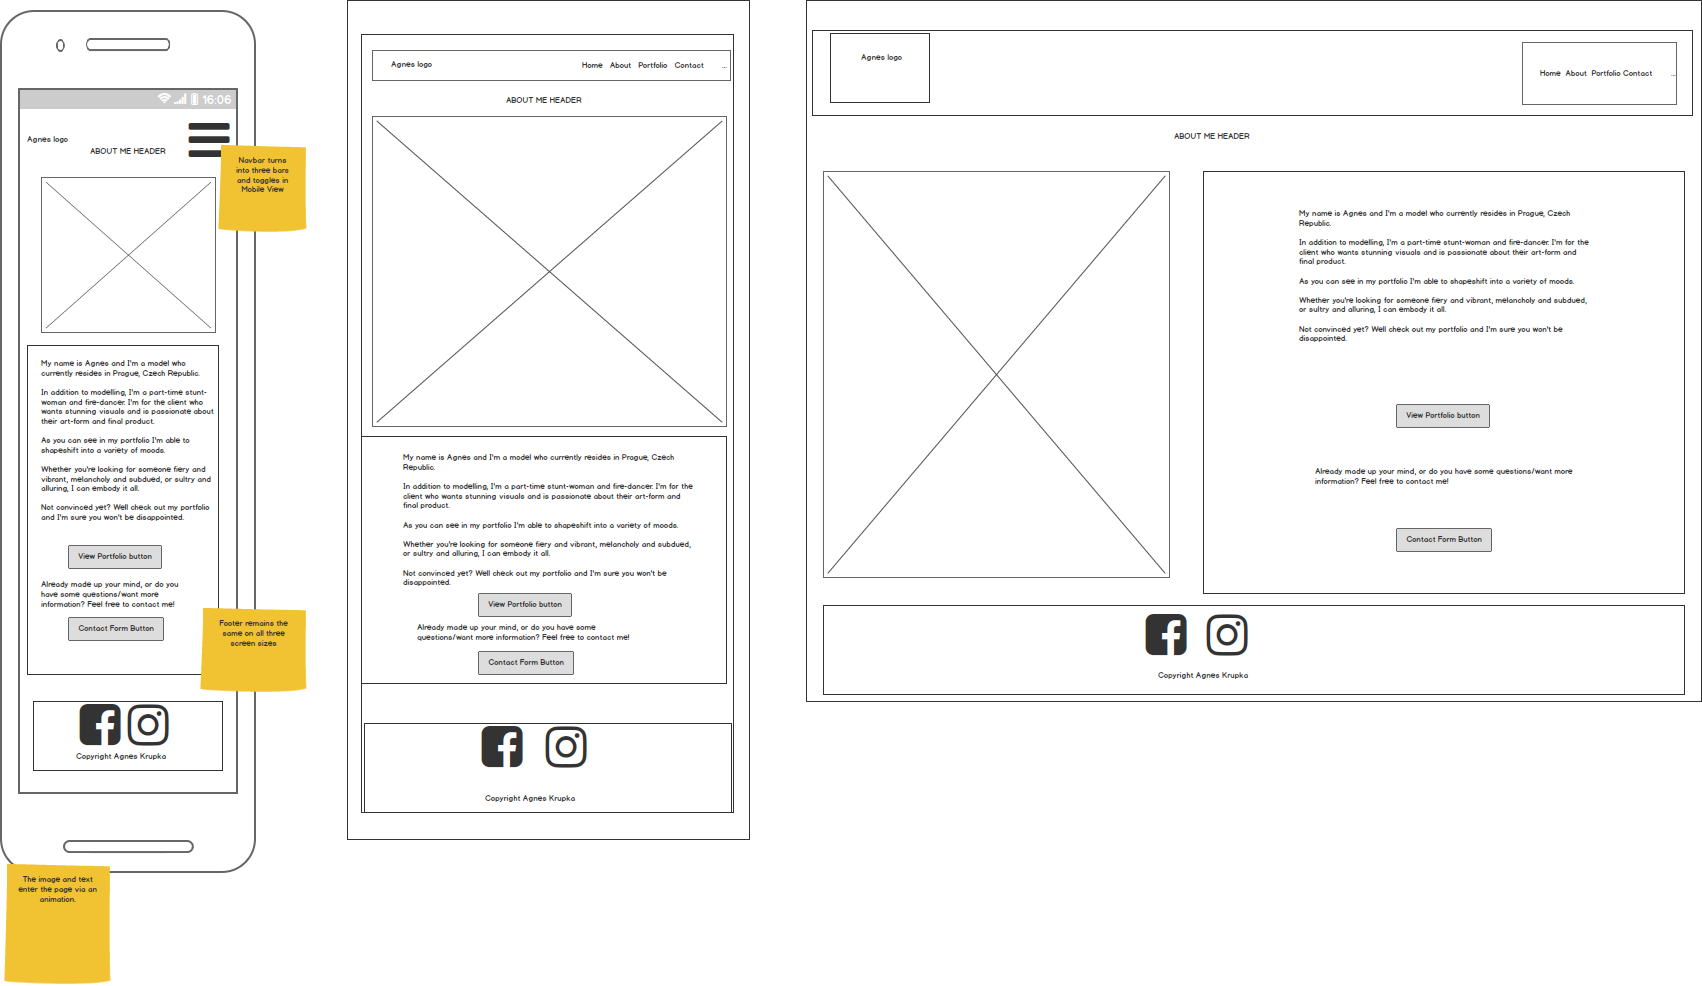 16:06
Agnes logo
ABOUT ME HEADER
Navbar turns
into three bars
and toggles in
Mobile View
My name is Agnes and I'm a model who
currently resides in Prague, Czech Republic.
In addition to modelling, I'm a part-time stunt-
woman and fire-dancer. I'm for the client who
wants stunning visuals and is passionate about
their art-form and final product.
As you can see in my portfolio I'm able to
shapeshift into a variety of moods.
Whether you're looking for someone fiery and
vibrant, melancholy and subdued, or sultry and
alluring, I can embody it all.
Not convinced yet? Well check out my portfolio
and I'm sure you won't be disappointed.
View Portfolio button
Already made up your mind, or do you
have some questions/want more
information? Feel free to contact me!
Contact Form Button
Footer remains the
same on all three
screen sizes
Copyright Agnes Krupka
The image and text
enter the page via an
animation.
Agnes logo
Home About Portfolio Contact ...
ABOUT ME HEADER
My name is Agnes and I'm a model who currently resides in Prague, Czech
Republic.
In addition to modelling, I'm a part-time stunt-woman and fire-dancer. I'm for the
client who wants stunning visuals and is passionate about their art-form and
final product.
As you can see in my portfolio I'm able to shapeshift into a variety of moods.
Whether you're looking for someone fiery and vibrant, melancholy and subdued,
or sultry and alluring, I can embody it all.
Not convinced yet? Well check out my portfolio and I'm sure you won't be
disappointed.
View Portfolio button
Already made up your mind, or do you have some
questions/want more information? Feel free to contact me!
Contact Form Button
Copyright Agnes Krupka
Agnes logo
Home About Portfolio Contact ...
ABOUT ME HEADER
My name is Agnes and I'm a model who currently resides in Prague, Czech
Republic.
In addition to modelling, I'm a part-time stunt-woman and fire-dancer. I'm for the
client who wants stunning visuals and is passionate about their art-form and
final product.
As you can see in my portfolio I'm able to shapeshift into a variety of moods.
Whether you're looking for someone fiery and vibrant, melancholy and subdued,
or sultry and alluring, I can embody it all.
Not convinced yet? Well check out my portfolio and I'm sure you won't be
disappointed.
View Portfolio button
Already made up your mind, or do you have some questions/want more
information? Feel free to contact me!
Contact Form Button
Copyright Agnes Krupka